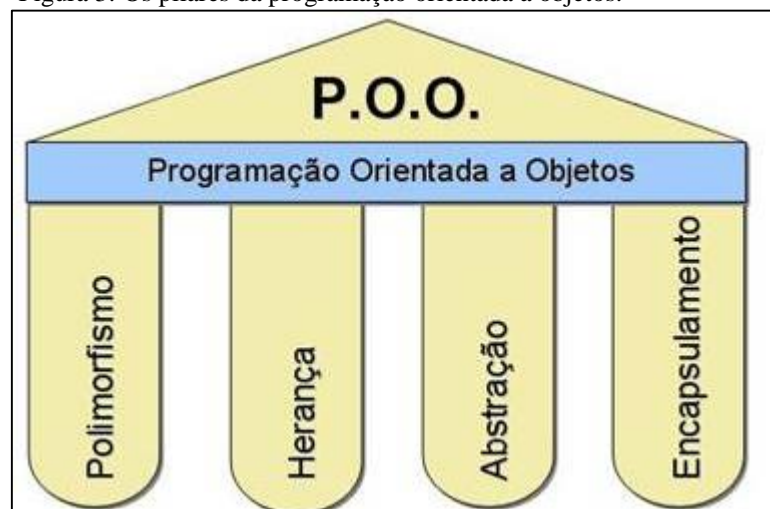 Figura 3: Os pilares da programação orientada a objetos.
P.O.O.
Programação Orientada a Objetos
Polimorfismo
Herança
Abstração
Encapsulamento